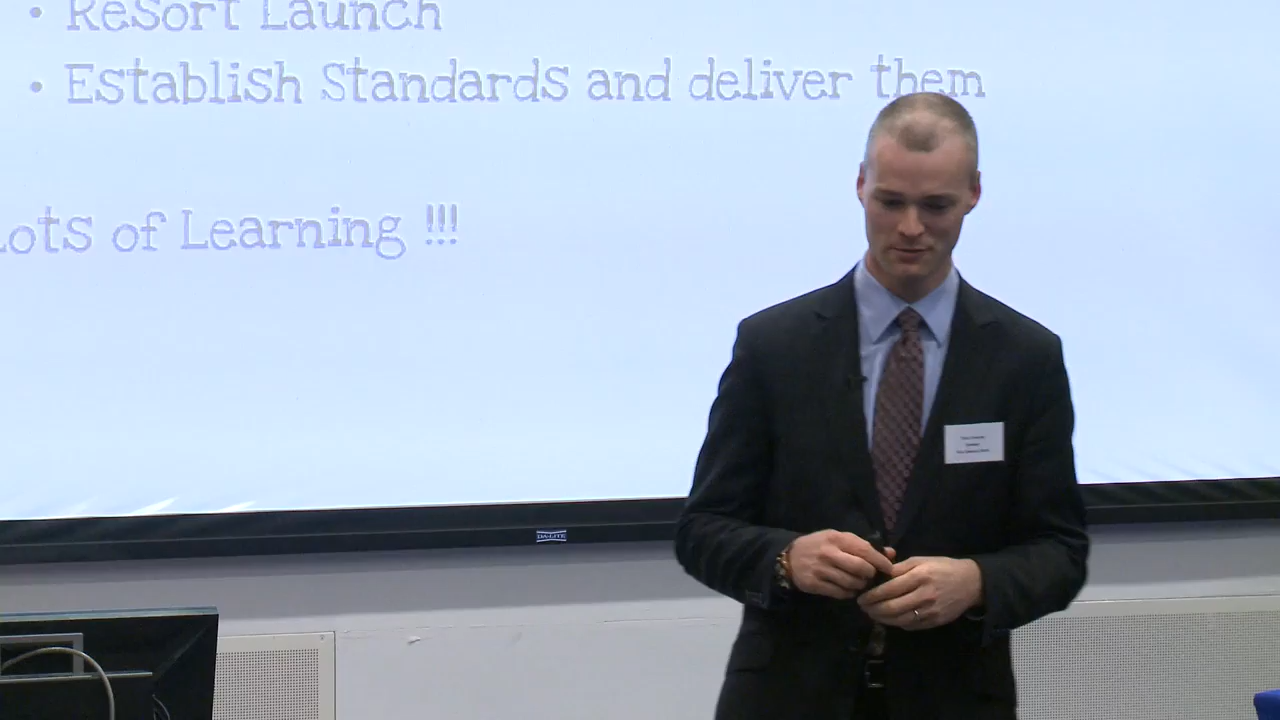 • Resort Launch
• Establish Standards and deliver them
Lots of Learning !!!
DA-LITE